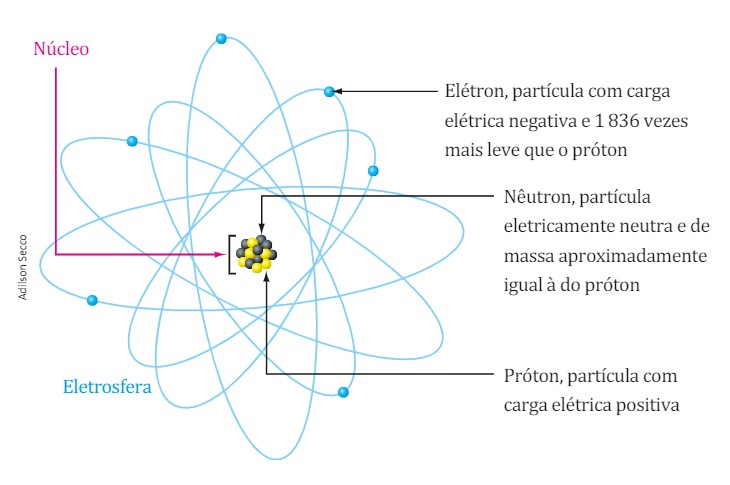 Núcleo
Elétron, partícula com carga
elétrica negativa e 1 836 vezes
mais leve que o próton
Nêutron, partícula
eletricamente neutra e de
massa aproximadamente
igual à do próton
Adilson Secco
Eletrosfera
Próton, partícula com
carga elétrica positiva